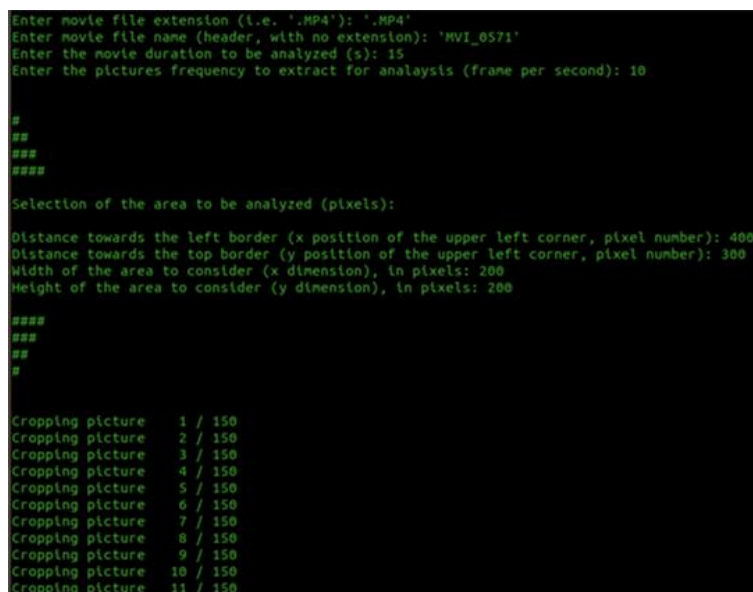 Enter movie file extension (i.e. '.MP4'): '.MP4'
Enter movie file name (header, with no extension): 'MVI_0571'
Enter the movie duration to be analyzed (s): 15
Enter the pictures frequency to extract for analaysis (frame per second): 10
#
##
###
####
Selection of the area to be analyzed (pixels):
Distance towards the left border (x position of the upper left corner, pixel number): 400
Distance towards the top border (y position of the upper left corner, pixel number): 300
Width of the area to consider (x dimension), in pixels: 200
Height of the area to consider (y dimension), in pixels: 200
####
###
##
#
Cropping picture 1 / 150
Cropping picture 2 / 150
Cropping picture 3 / 150
Cropping picture 4 / 150
Cropping picture 5 / 150
Cropping picture 6 / 150
Cropping picture 7 / 150
Cropping picture 8 / 150
Cropping picture 9 / 150
Cropping picture 10 / 150
Cropping picture 11 / 150